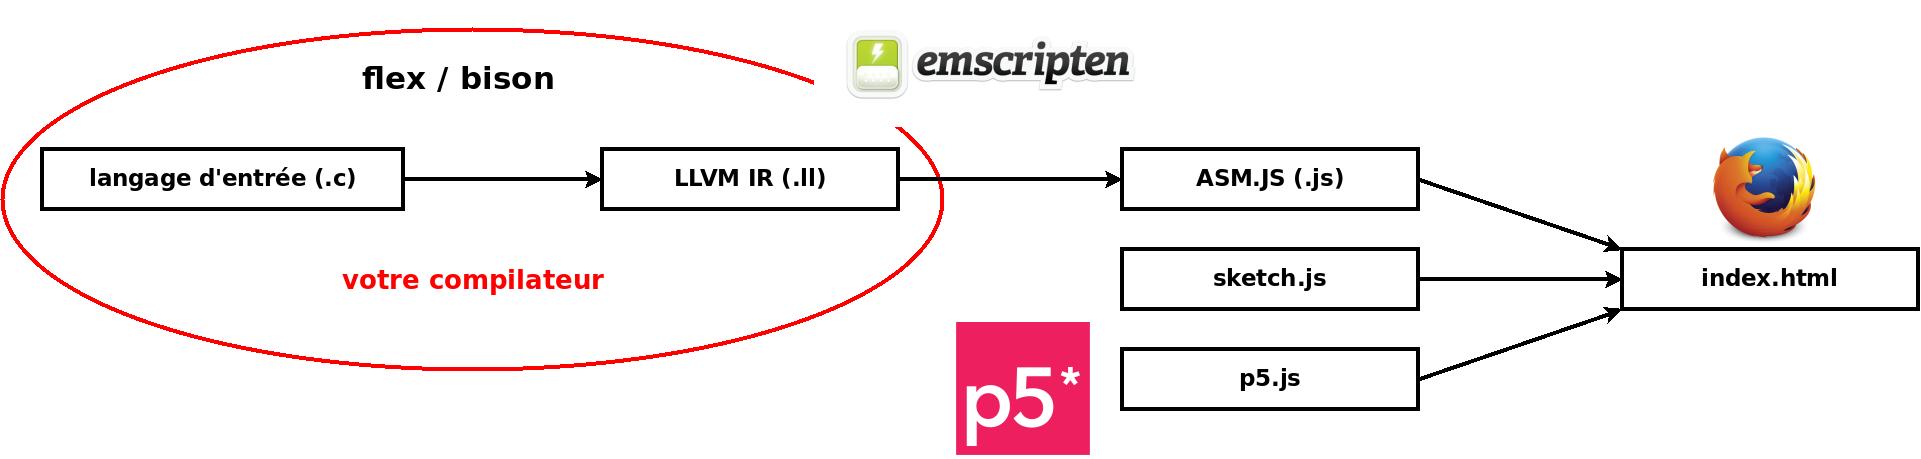 flex / bison
emscripten
langage d'entrée (.c)
LLVM IR (.ll)
ASM.JS (.js)
votre compilateur
sketch.js
index.html
p5*
p5.js